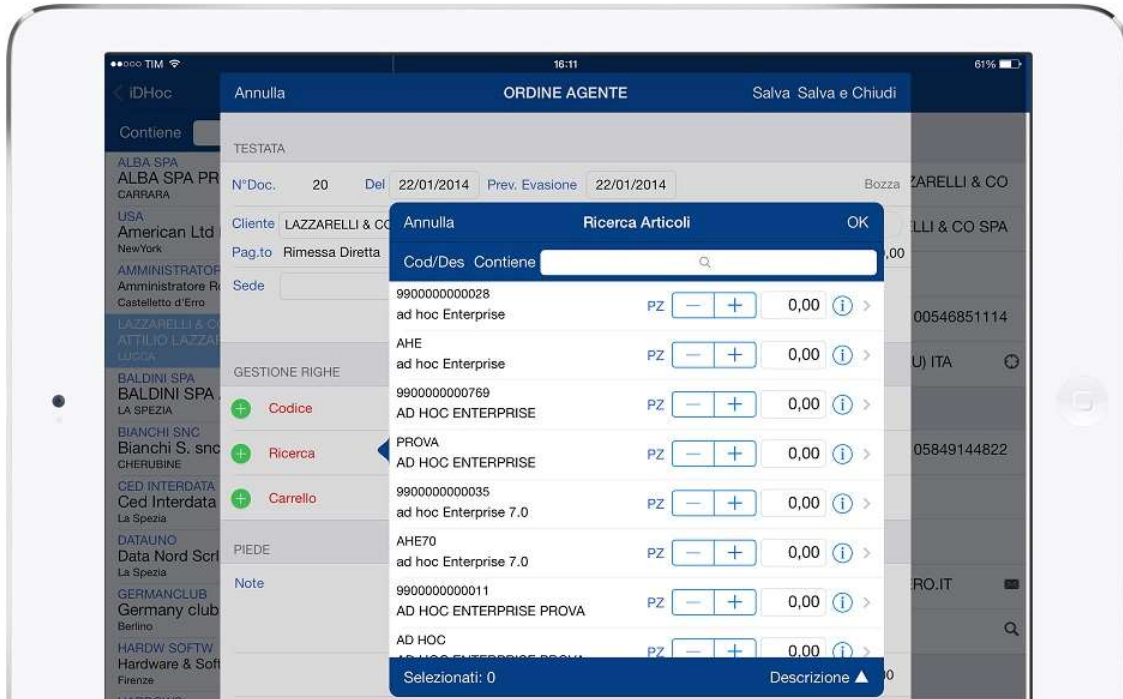 TIM
16:11
61%
iDHoc
Annulla
ORDINE AGENTE
Salva Salva e Chiudi
Contiene
ALBA SPA
ALBA SPA PR
CARRARA
USA
American Ltd
NewYork
AMMINISTRATOR
Amministratore R
Castelletto d'Erro
LAZZARELLI & C
ATTILIO LAZZA
LUCCA
BALDINI SPA
BALDINI SPA
LA SPEZIA
BIANCHI SNC
Bianchi S. snc
CHERUBINE
CED INTERDATA
Ced Interdata
La Spezia
DATAUNO
Data Nord Scrl
La Spezia
GERMANCLUB
Germany club
Berlino
HARDW SOFTW
Hardware & Soft
Firenze
TESTATA
N°Doc. 20 Del 22/01/2014 Prev. Evasione 22/01/2014 Bozza
Cliente LAZZARELLI & CO
Pag.to Rimessa Diretta ,00
Sede
GESTIONE RIGHE
Codice
Ricerca
Carrello
PIEDE
Note
Annulla Ricerca Articoli OK
Cod/Des Contiene
9900000000028
ad hoc Enterprise
PZ — + 0,00
AHE
ad hoc Enterprise
PZ — + 0,00
9900000000769
AD HOC ENTERPRISE
PZ — + 0,00
PROVA
AD HOC ENTERPRISE
PZ — + 0,00
9900000000035
ad hoc Enterprise 7.0
PZ — + 0,00
AHE70
ad hoc Enterprise 7.0
PZ — + 0,00
9900000000011
AD HOC ENTERPRISE PROVA
PZ — + 0,00
AD HOC
AD HOC ENTERPRISE PROVA
PZ — + 0,00
Selezionati: 0 Descrizione ▲
ZARELLI & CO
LLI & CO SPA
00546851114
U) ITA
05849144822
RO.IT